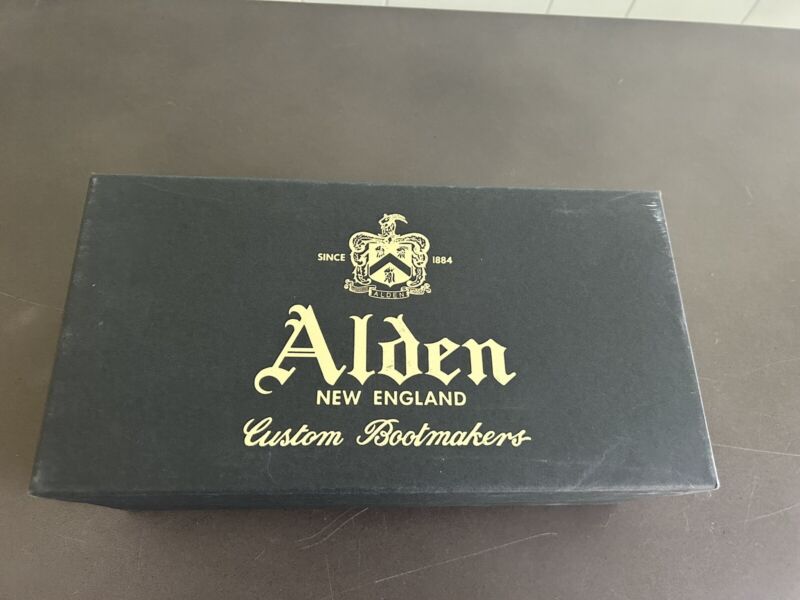 SINCE 1884
ALDEN
Alden
NEW ENGLAND
Custom Bootmakers